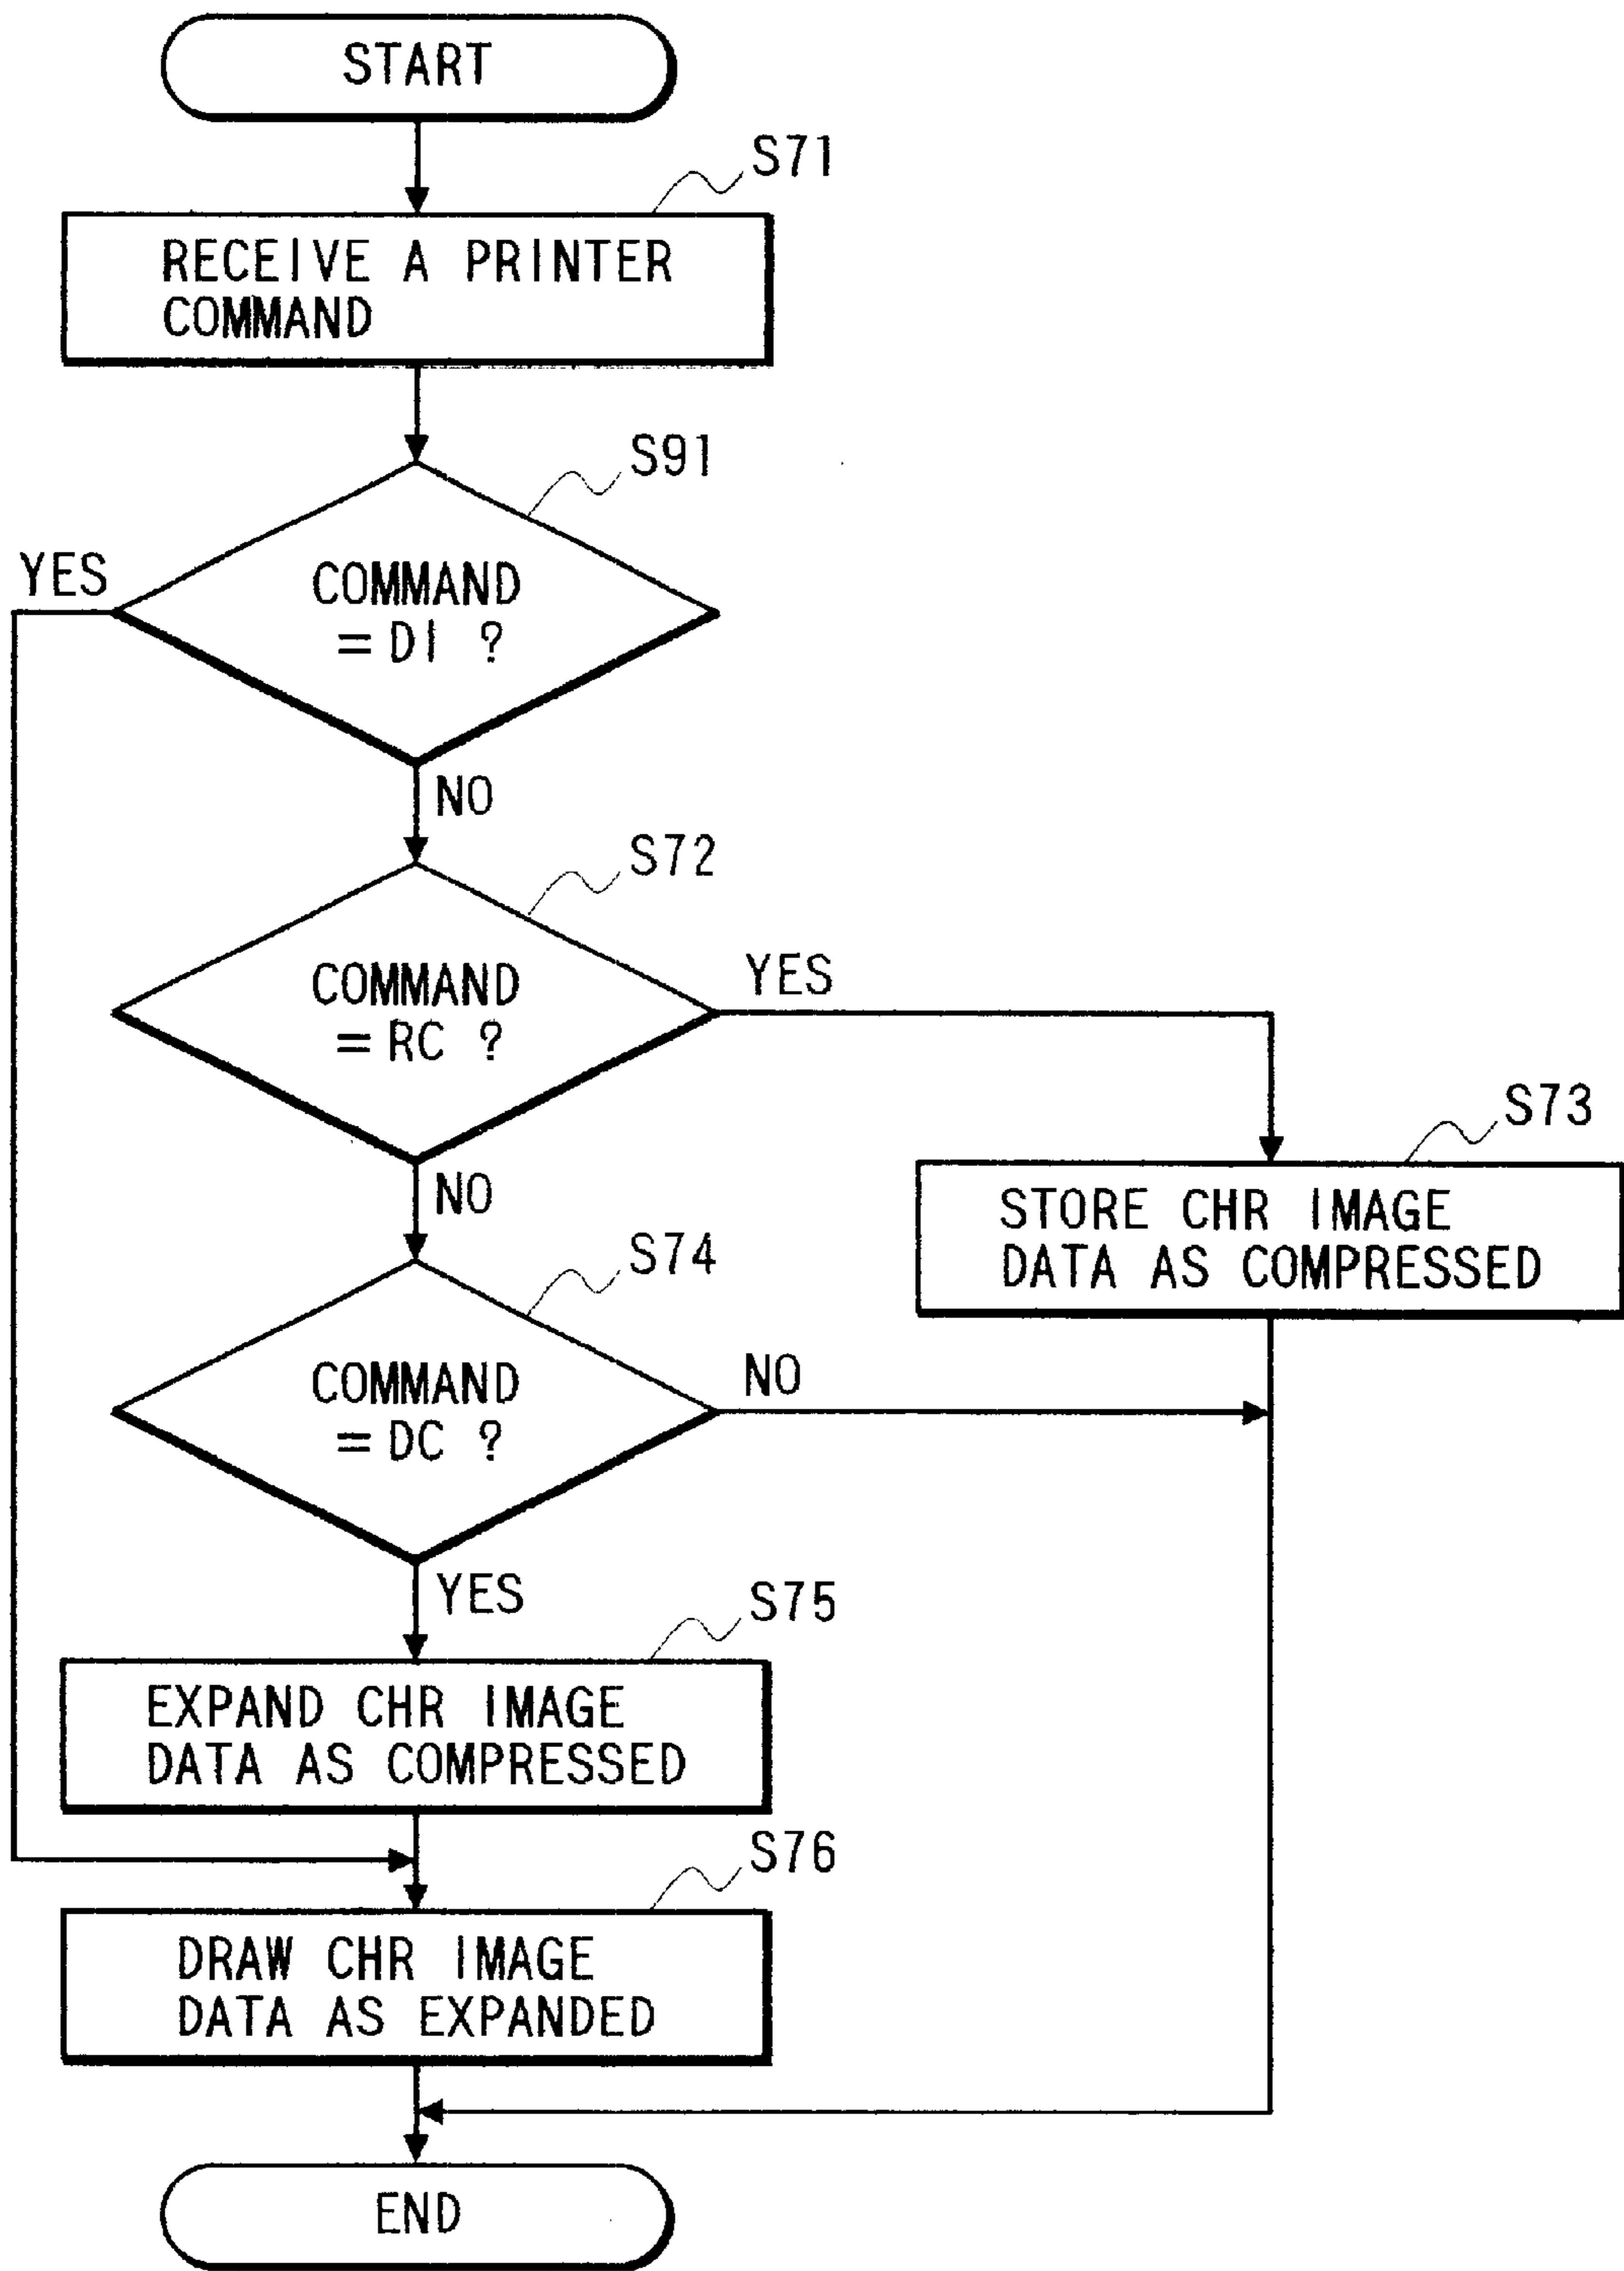 START
S71
RECEIVE A PRINTER
COMMAND
S91
YES
COMMAND
= DI ?
NO
S72
COMMAND
= RC ?
YES
S73
STORE CHR IMAGE
DATA AS COMPRESSED
NO
S74
COMMAND
= DC ?
NO
YES
S75
EXPAND CHR IMAGE
DATA AS COMPRESSED
S76
DRAW CHR IMAGE
DATA AS EXPANDED
END